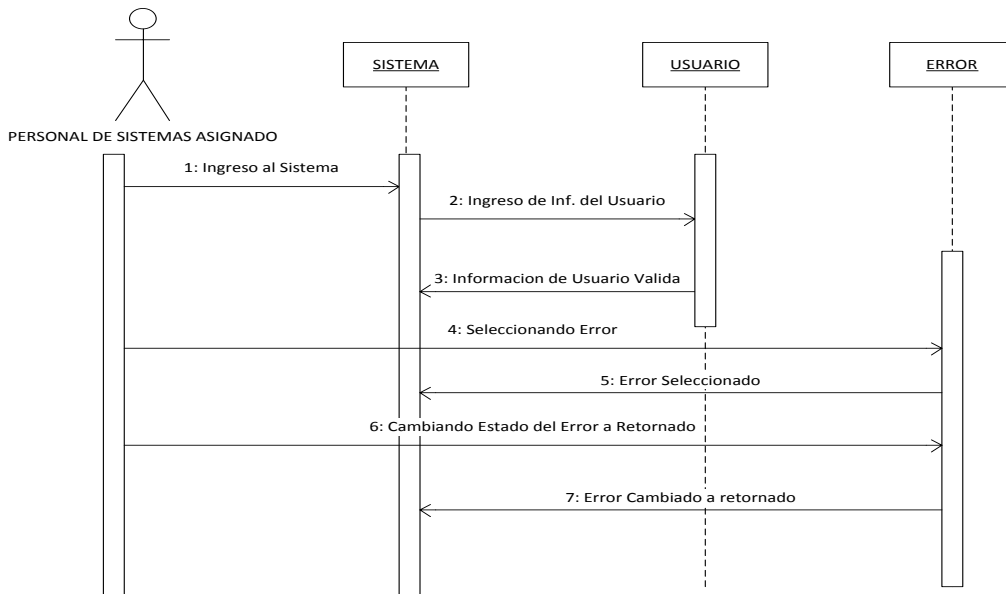 SISTEMA
USUARIO
ERROR
PERSONAL DE SISTEMAS ASIGNADO
1: Ingreso al Sistema
2: Ingreso de Inf. del Usuario
3: Informacion de Usuario Valida
4: Seleccionando Error
5: Error Seleccionado
6: Cambiando Estado del Error a Retornado
7: Error Cambiado a retornado